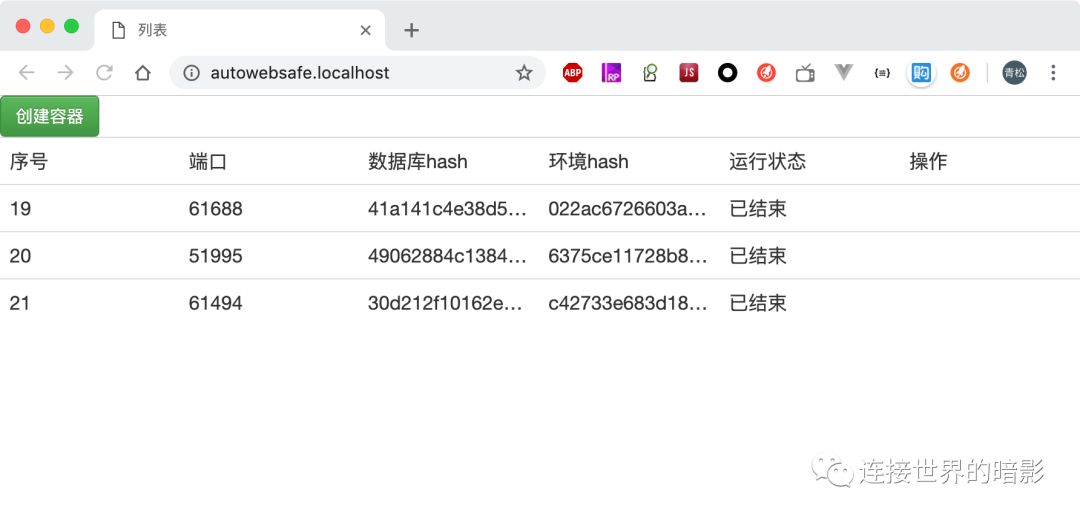 列表
autowebsafe.localhost
ABP
RP
JS
购
青松
创建容器
序号 端口 数据库hash 环境hash 运行状态 操作
19 61688 41a141c4e38d5... 022ac6726603a... 已结束
20 51995 49062884c1384... 6375ce11728b8... 已结束
21 61494 30d212f10162e... c42733e683d18... 已结束
连接世界的暗影